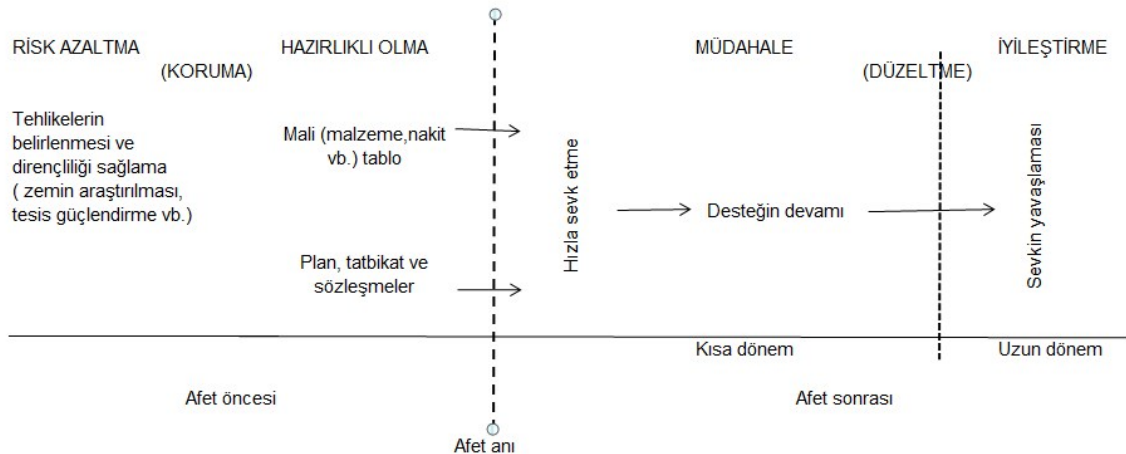 RİSK AZALTMA
(KORUMA)
HAZIRLIKLI OLMA
MÜDAHALE
(DÜZELTME)
İYİLEŞTİRME
Tehlikelerin
belirlenmesi ve
dirençliliği sağlama
( zemin araştırılması,
tesis güçlendirme vb.)
Mali (malzeme,nakit
vb.) tablo
Plan, tatbikat ve
sözleşmeler
Hızla sevk etme
Desteğin devamı
Sevkin yavaşlaması
Kısa dönem
Uzun dönem
Afet öncesi
Afet anı
Afet sonrası